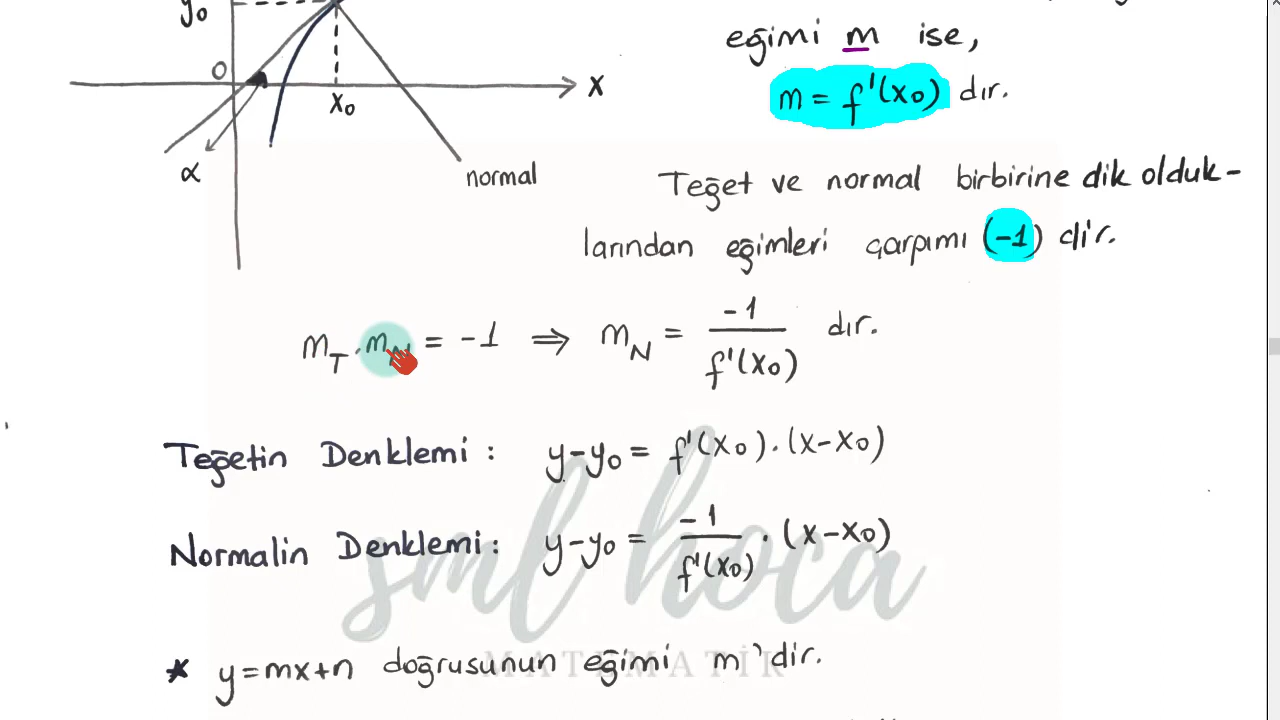 y₀
eğimi m ise,
0
x
m = f'(x₀) dır.
x₀
α
normal
Teğet ve normal birbirine dik olduk-
larından eğimleri çarpımı (-1) dir.
m_T . m_N = -1 ⇒ m_N = -1/f'(x₀) dır.
Teğetin Denklemi : y-y₀ = f'(x₀).(x-x₀)
Normalin Denklemi : y-y₀ = -1/f'(x₀) . (x-x₀)
sml hoca
MATEMATİK
* y=mx+n doğrusunun eğimi m'dir.